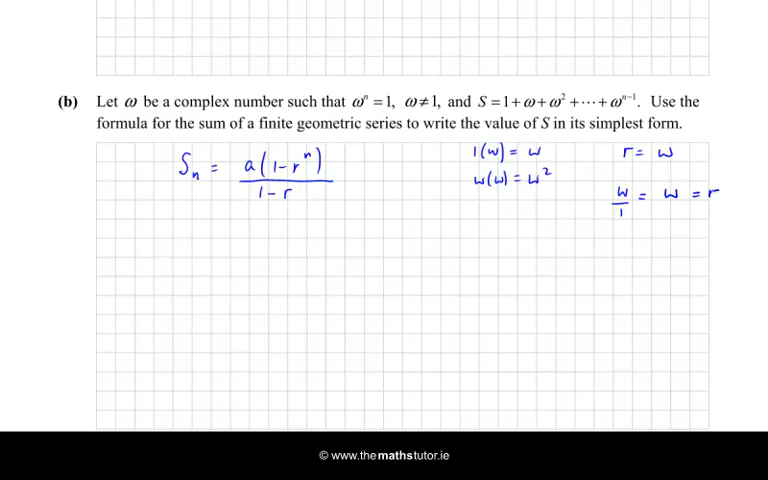 (b) Let ω be a complex number such that ωⁿ = 1, ω ≠ 1, and S = 1 + ω + ω² + ⋯ + ωⁿ⁻¹. Use the
formula for the sum of a finite geometric series to write the value of S in its simplest form.
Sₙ = a(1 - rⁿ) / 1 - r
1(w) = w
w(w) = w²
r = w
w/1 = w = r
© www.themathstutor.ie